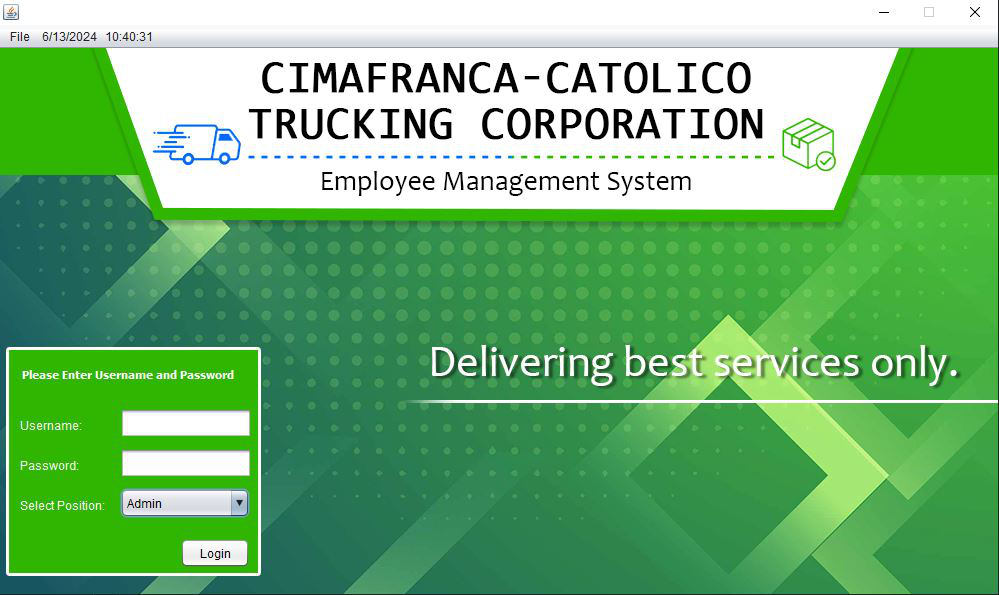 File 6/13/2024 10:40:31
CIMAFRANCA-CATOLICO
TRUCKING CORPORATION
Employee Management System
Delivering best services only.
Please Enter Username and Password
Username:
Password:
Select Position: Admin
Login